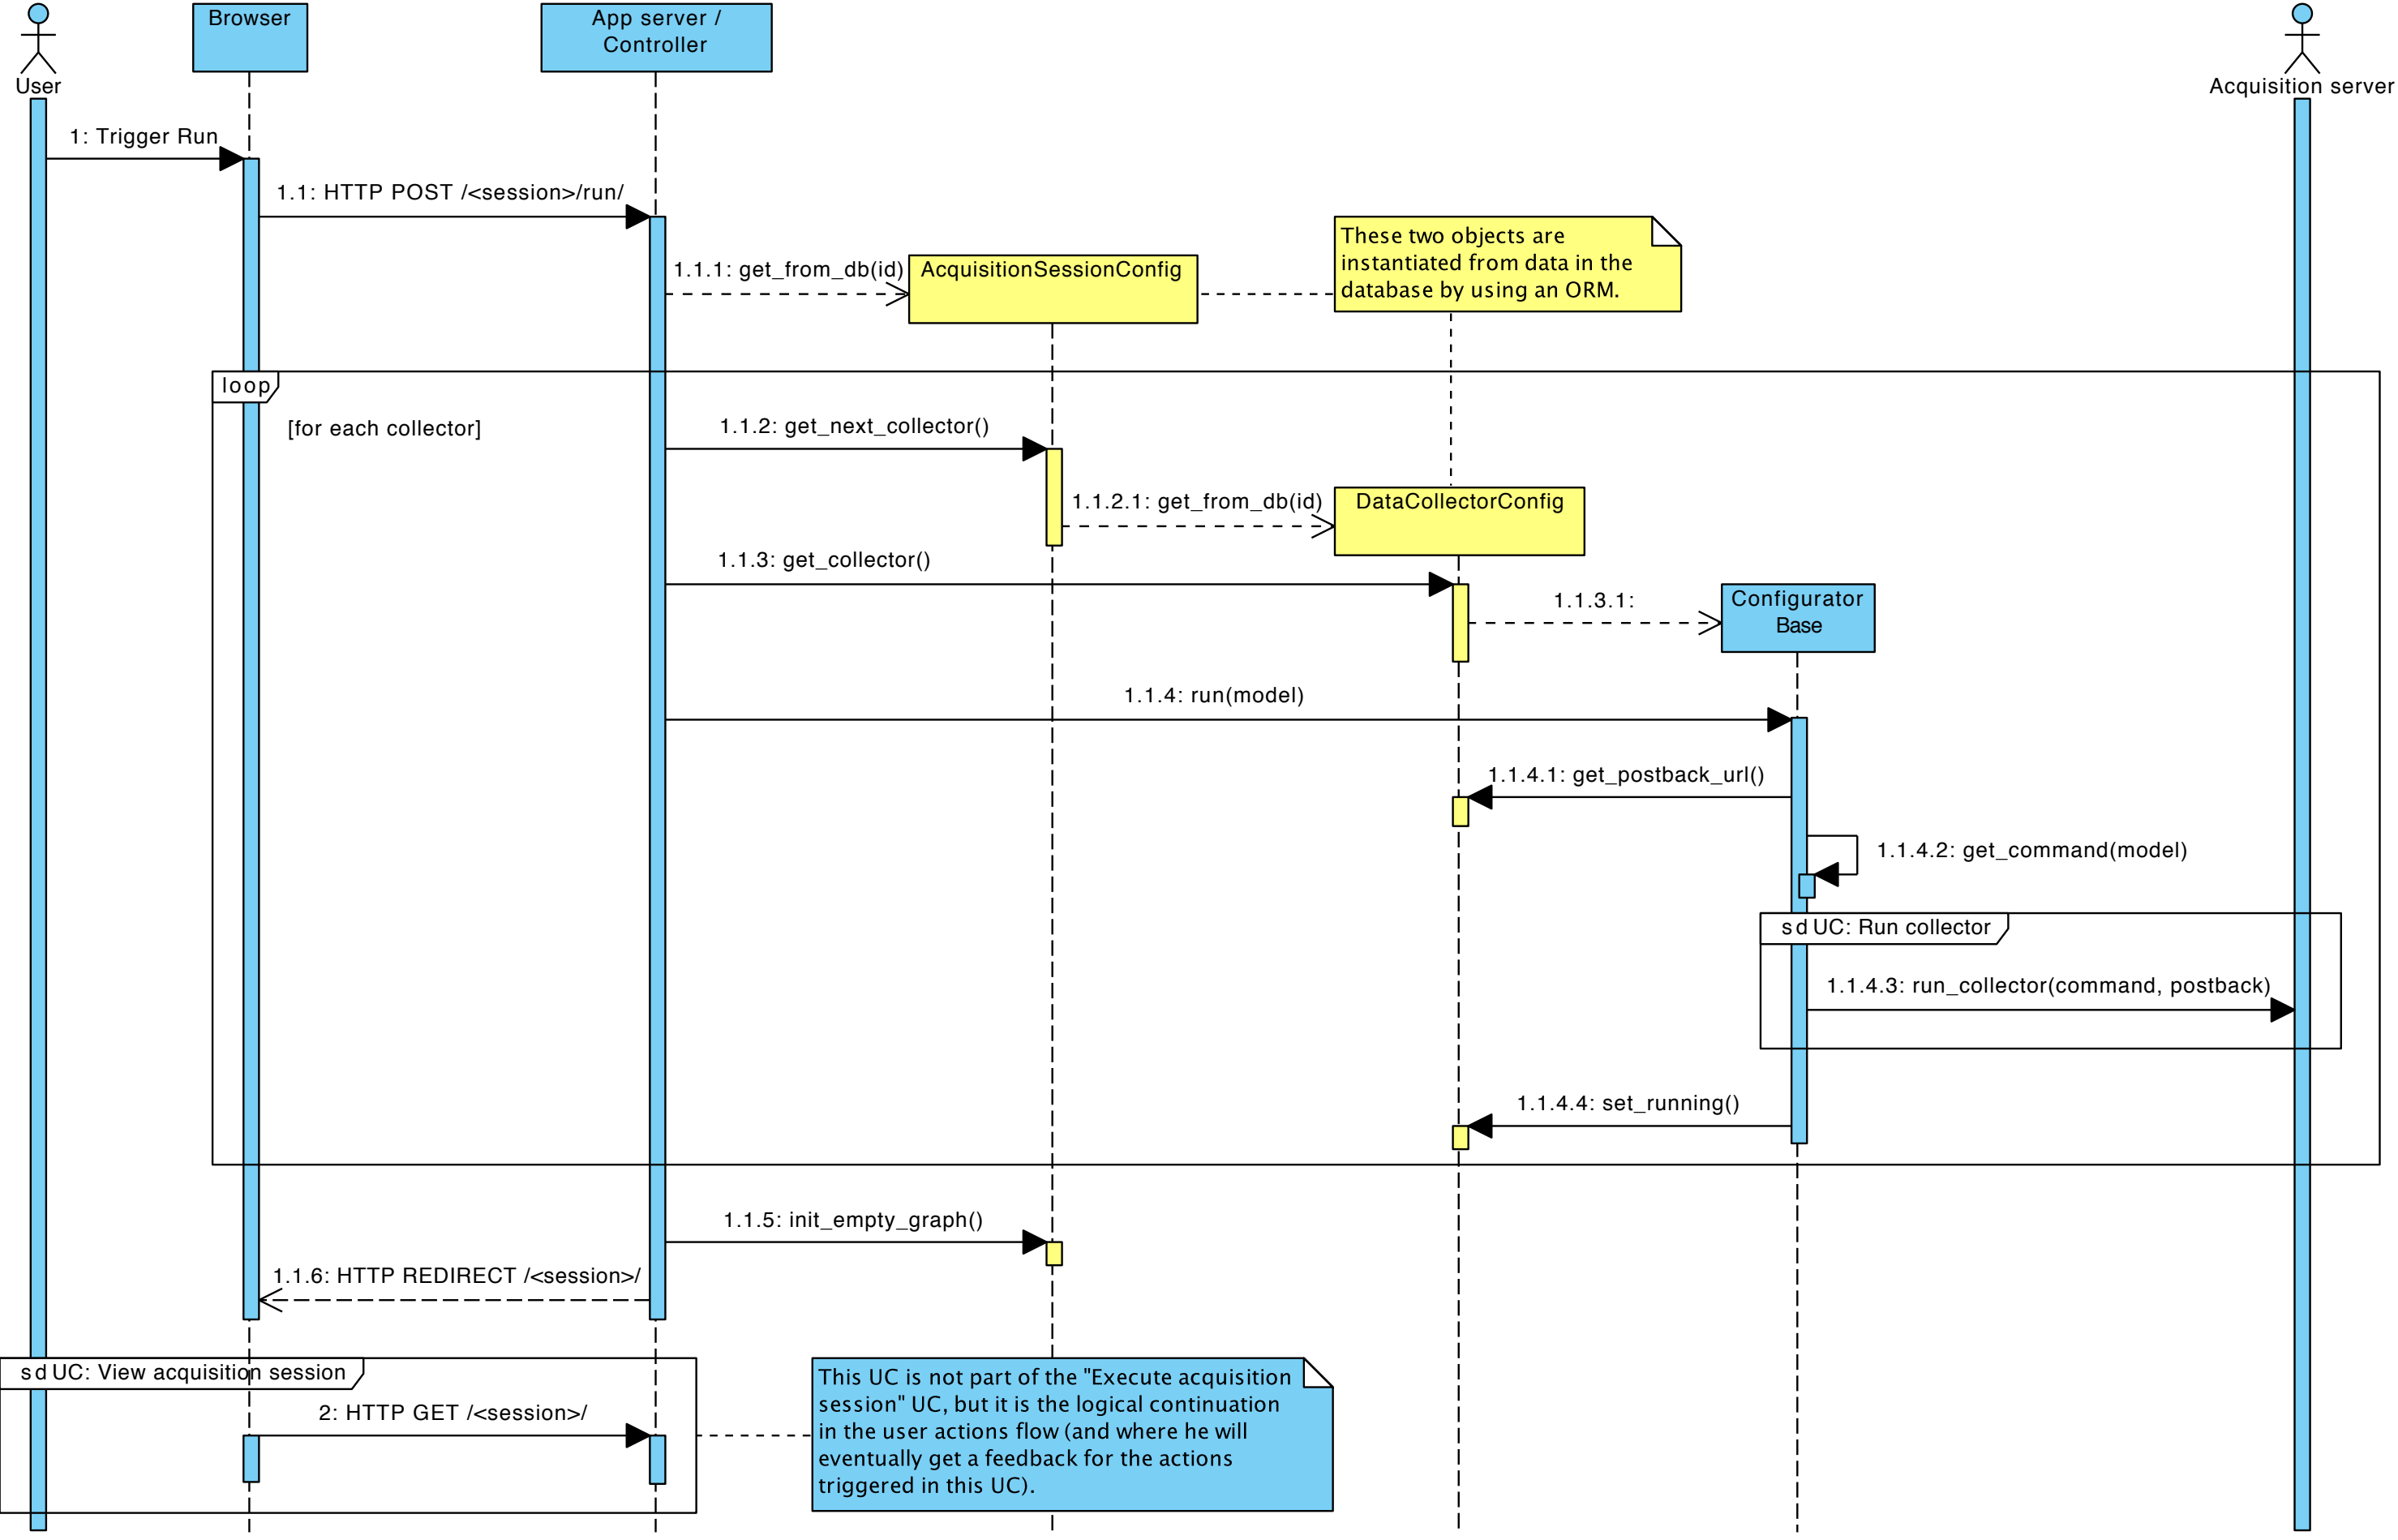 User
Browser
App server /
Controller
Acquisition server
1: Trigger Run
1.1: HTTP POST /<session>/run/
These two objects are
instantiated from data in the
database by using an ORM.
1.1.1: get_from_db(id)
AcquisitionSessionConfig
loop
[for each collector]
1.1.2: get_next_collector()
1.1.2.1: get_from_db(id)
DataCollectorConfig
1.1.3: get_collector()
1.1.3.1:
Configurator
Base
1.1.4: run(model)
1.1.4.1: get_postback_url()
1.1.4.2: get_command(model)
sd UC: Run collector
1.1.4.3: run_collector(command, postback)
1.1.4.4: set_running()
1.1.5: init_empty_graph()
1.1.6: HTTP REDIRECT /<session>/
sd UC: View acquisition session
2: HTTP GET /<session>/
This UC is not part of the "Execute acquisition
session" UC, but it is the logical continuation
in the user actions flow (and where he will
eventually get a feedback for the actions
triggered in this UC).